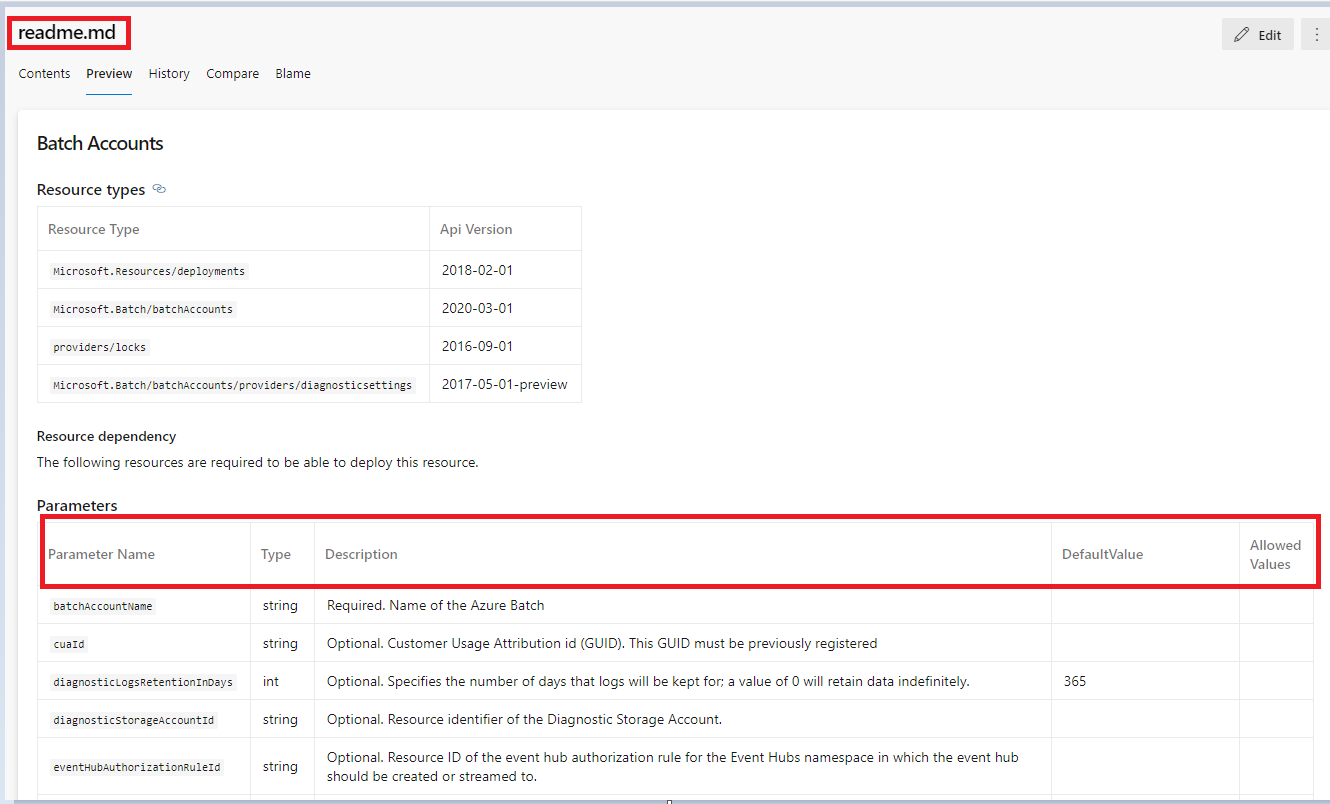 readme.md
Edit
Contents Preview History Compare Blame
Batch Accounts
Resource types
Resource Type Api Version
Microsoft.Resources/deployments 2018-02-01
Microsoft.Batch/batchAccounts 2020-03-01
providers/locks 2016-09-01
Microsoft.Batch/batchAccounts/providers/diagnosticsettings 2017-05-01-preview
Resource dependency
The following resources are required to be able to deploy this resource.
Parameters
Parameter Name Type Description DefaultValue Allowed
Values
batchAccountName string Required. Name of the Azure Batch
cuaId string Optional. Customer Usage Attribution id (GUID). This GUID must be previously registered
diagnosticLogsRetentionInDays int Optional. Specifies the number of days that logs will be kept for; a value of 0 will retain data indefinitely. 365
diagnosticStorageAccountId string Optional. Resource identifier of the Diagnostic Storage Account.
eventHubAuthorizationRuleId string Optional. Resource ID of the event hub authorization rule for the Event Hubs namespace in which the event hub
should be created or streamed to.